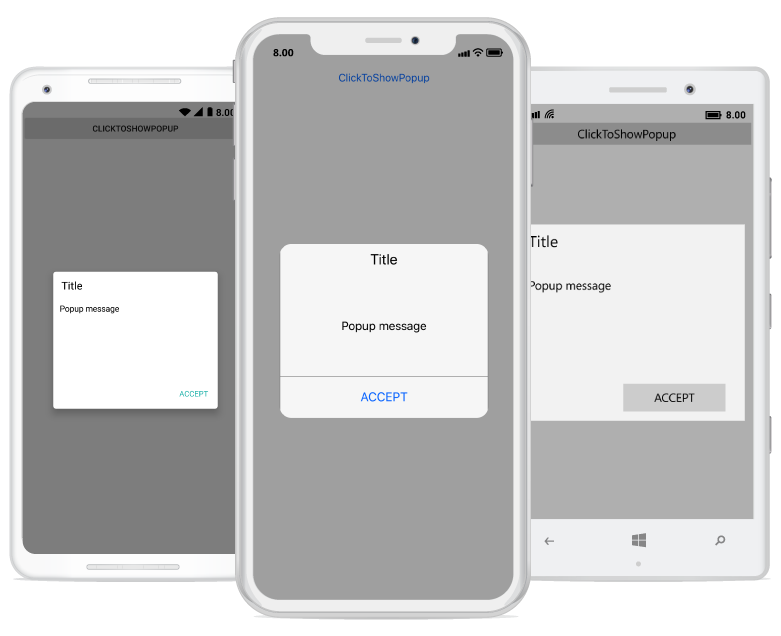 8.00
CLICKTOSHOWPOPUP
Title
Popup message
ACCEPT
8.00
ClickToShowPopup
Title
Popup message
ACCEPT
8.00
ClickToShowPopup
Title
Popup message
ACCEPT